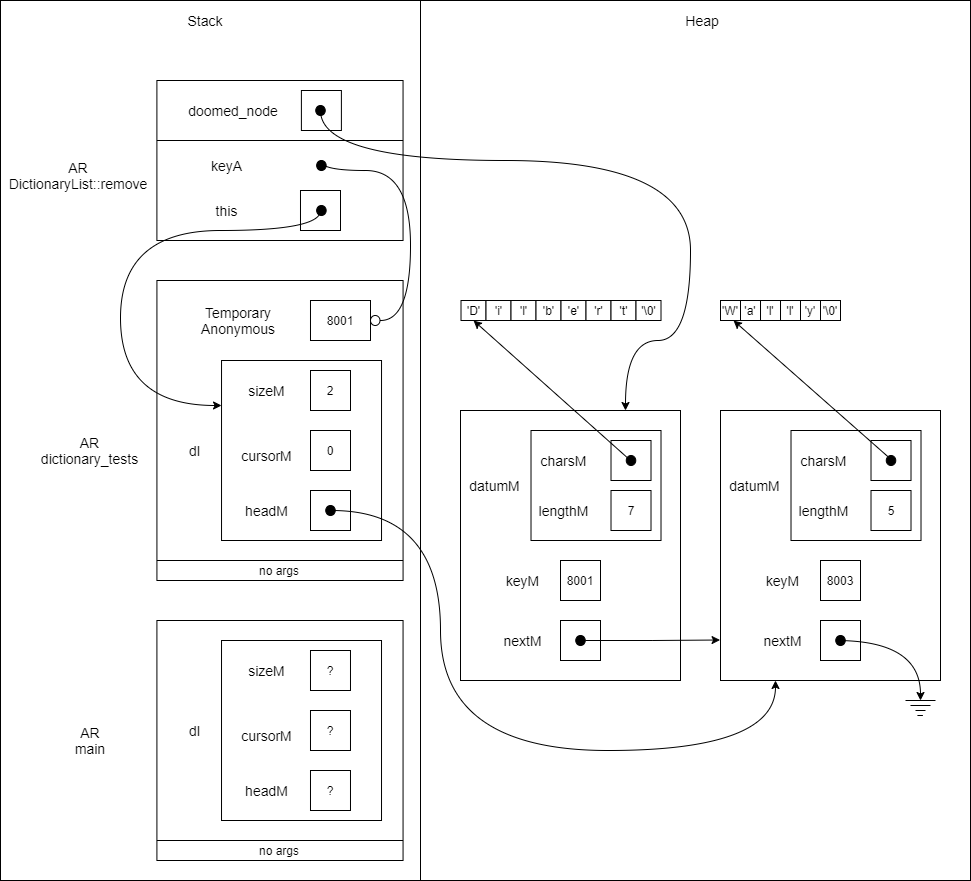 Stack
Heap
AR
DictionaryList::remove
doomed_node
keyA
this
AR
dictionary_tests
Temporary
Anonymous
8001
dl
sizeM
2
cursorM
0
headM
no args
AR
main
dl
sizeM
?
cursorM
?
headM
?
no args
'D' 'i' 'l' 'b' 'e' 'r' 't' '\0'
datumM
charsM
lengthM
7
keyM
8001
nextM
'W' 'a' 'l' 'l' 'y' '\0'
datumM
charsM
lengthM
5
keyM
8003
nextM